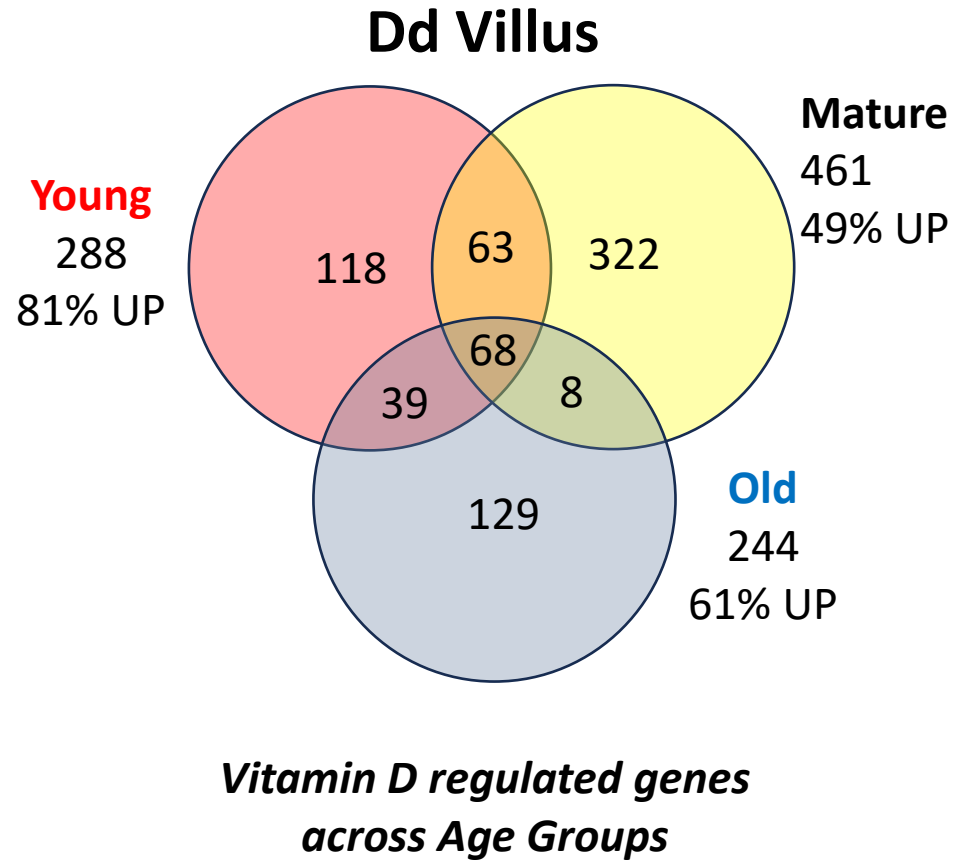 Dd Villus
Mature
461
49% UP
Young
288
81% UP
118
63
322
68
39
8
129
Old
244
61% UP
Vitamin D regulated genes
across Age Groups